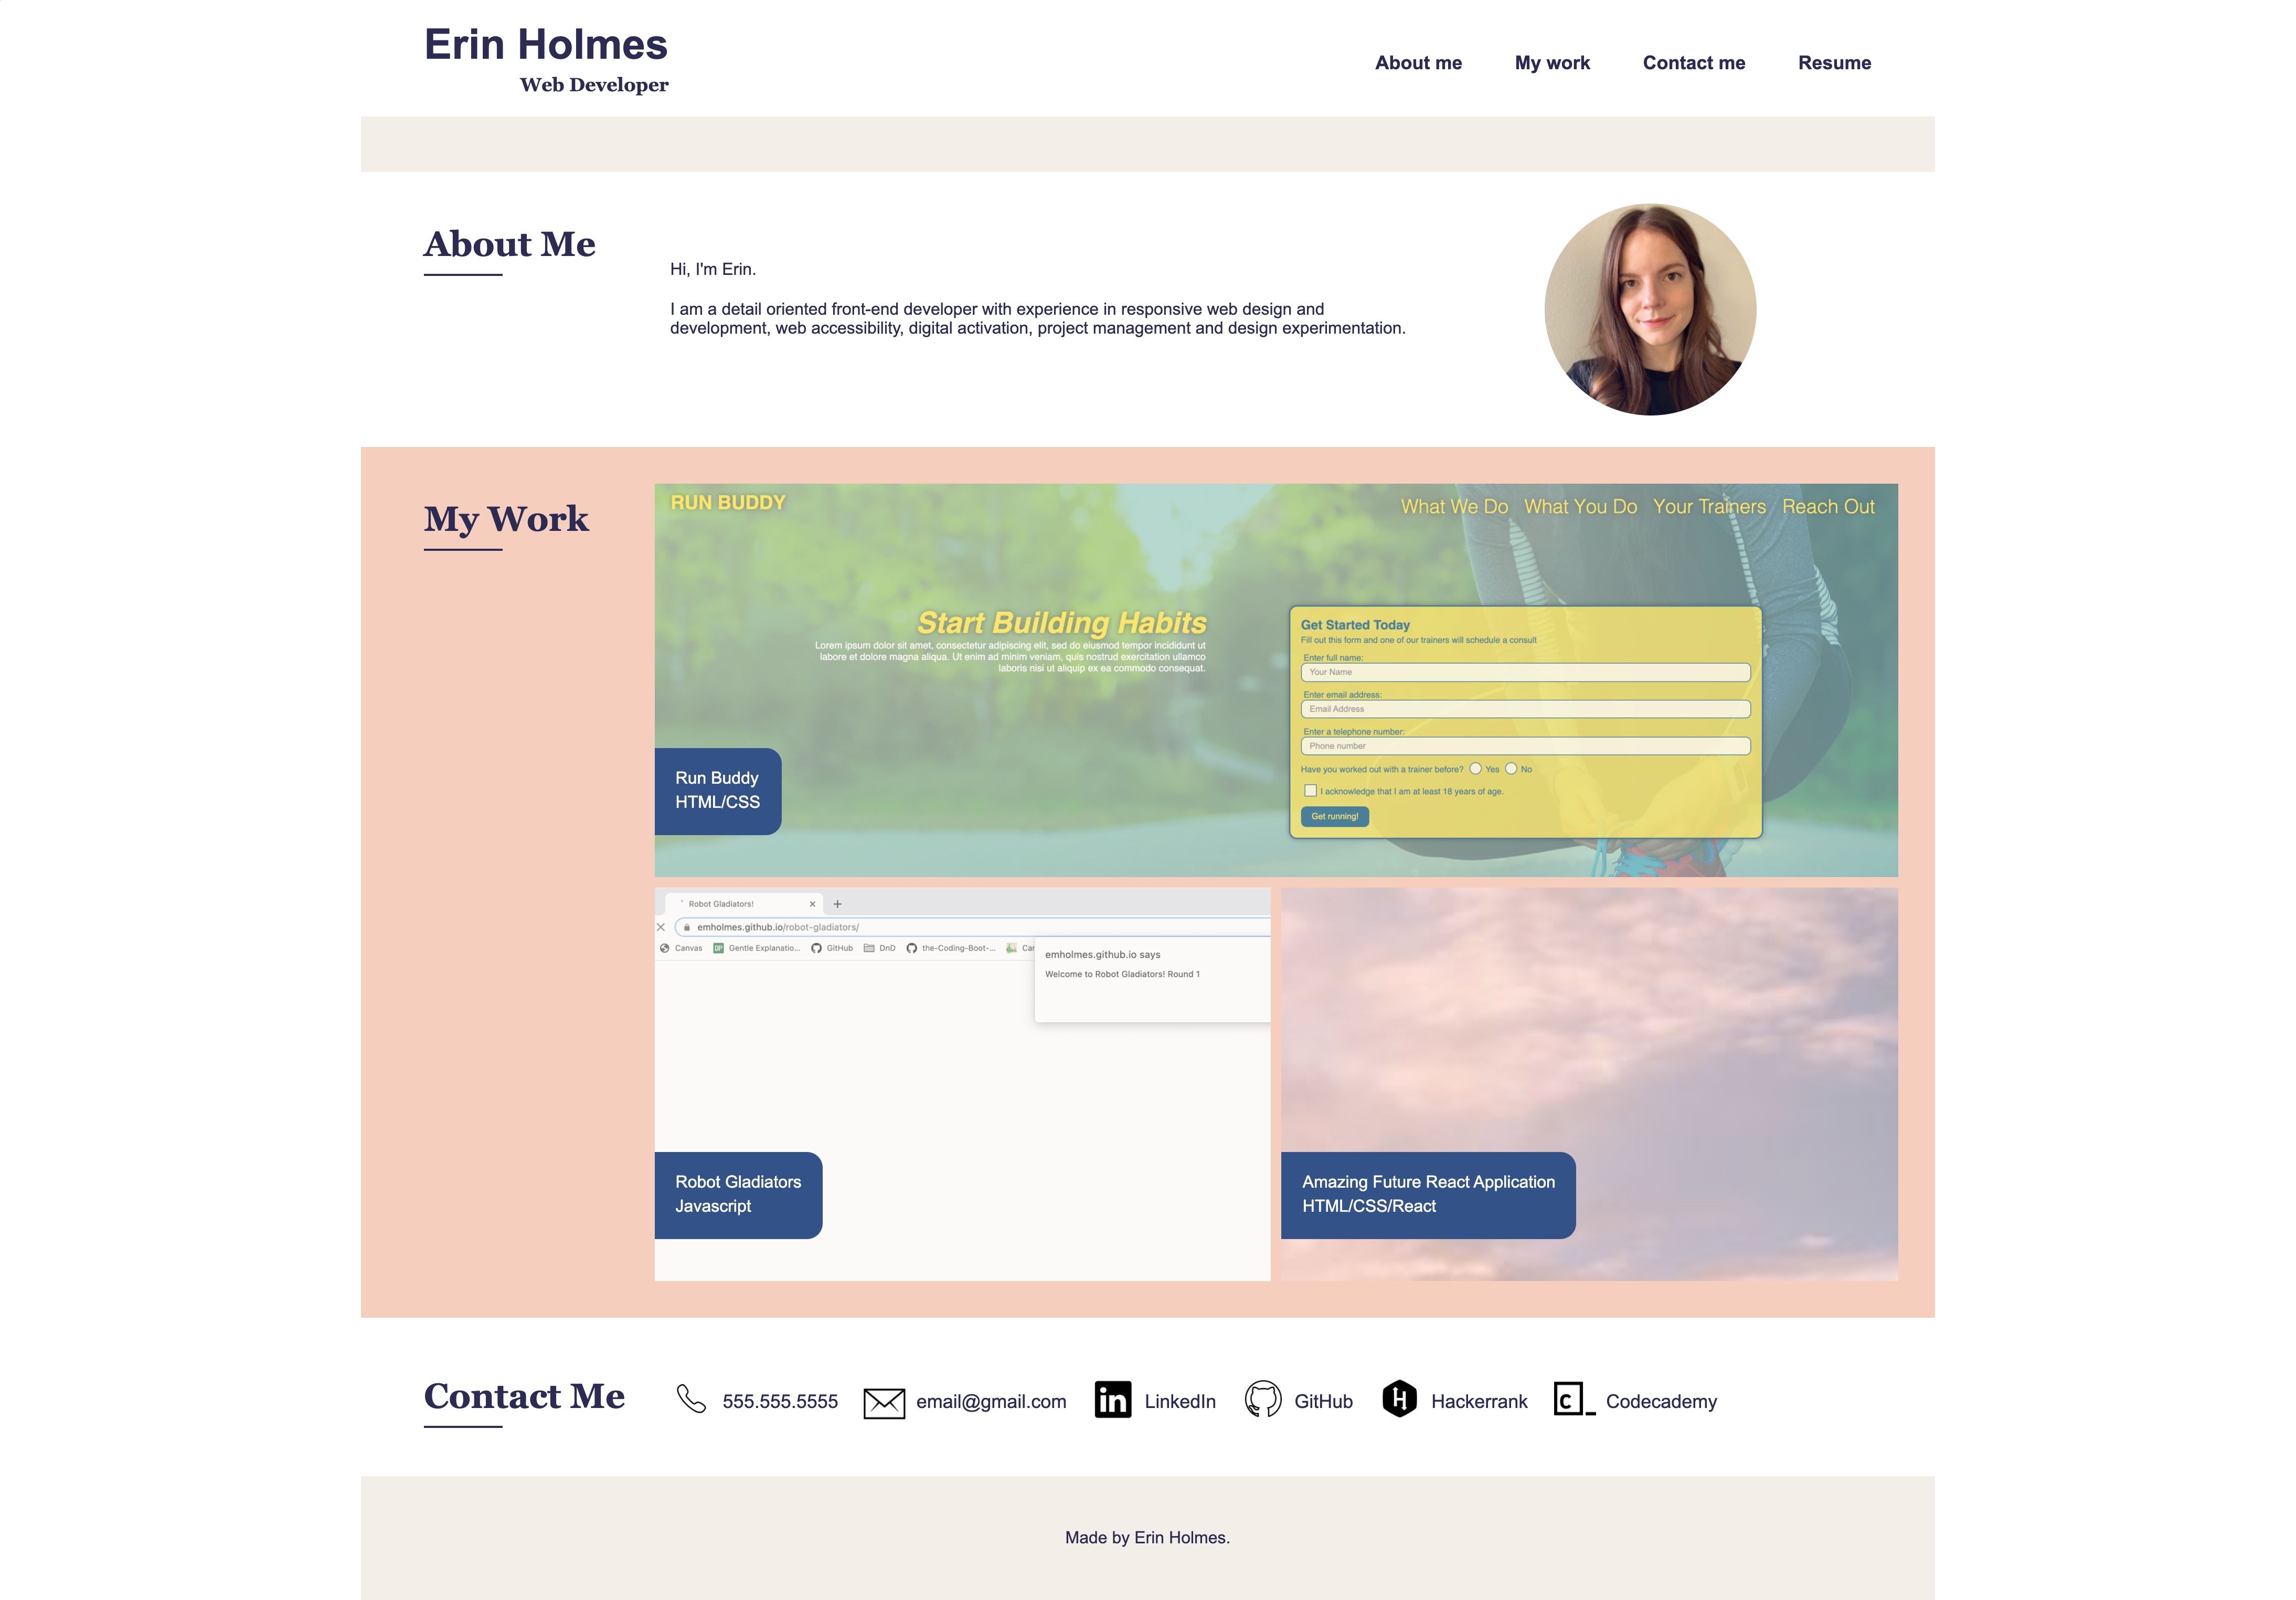 Erin Holmes
Web Developer
About me My work Contact me Resume
About Me
Hi, I'm Erin.
I am a detail oriented front-end developer with experience in responsive web design and
development, web accessibility, digital activation, project management and design experimentation.
My Work
RUN BUDDY
What We Do What You Do Your Trainers Reach Out
Start Building Habits
Lorem ipsum dolor sit amet, consectetur adipiscing elit, sed do eiusmod tempor incididunt ut
labore et dolore magna aliqua. Ut enim ad minim veniam, quis nostrud exercitation ullamco
laboris nisi ut aliquip ex ea commodo consequat.
Get Started Today
Fill out this form and one of our trainers will schedule a consult
Enter full name:
Your Name
Enter email address:
Email Address
Enter a telephone number:
Phone number
Have you worked out with a trainer before? Yes No
I acknowledge that I am at least 18 years of age.
Get running!
Run Buddy
HTML/CSS
Robot Gladiators!
emholmes.github.io/robot-gladiators/
Canvas DP Gentle Explanatio... GitHub DnD the-Coding-Boot-... Car
emholmes.github.io says
Welcome to Robot Gladiators! Round 1
Robot Gladiators
Javascript
Amazing Future React Application
HTML/CSS/React
Contact Me
555.555.5555 email@gmail.com in LinkedIn GitHub H Hackerrank C_ Codecademy
Made by Erin Holmes.